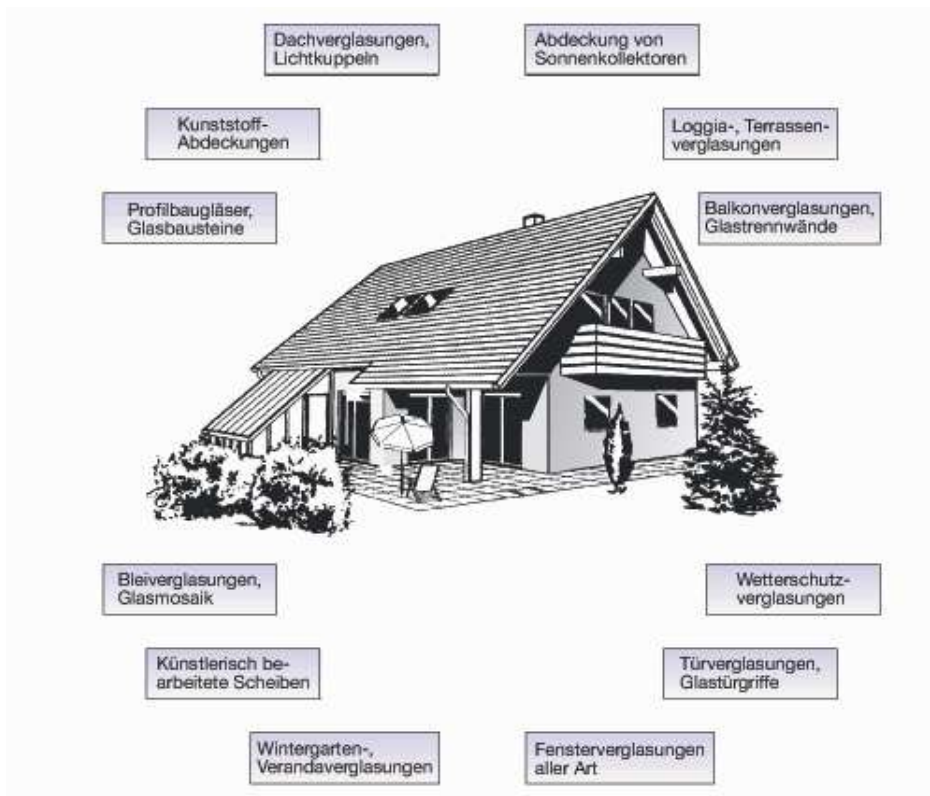 Dachverglasungen,
Lichtkuppeln
Abdeckung von
Sonnenkollektoren
Kunststoff-
Abdeckungen
Loggia-, Terrassen-
verglasungen
Profilbaugläser,
Glasbausteine
Balkonverglasungen,
Glastrennwände
Bleiverglasungen,
Glasmosaik
Wetterschutz-
verglasungen
Künstlerisch be-
arbeitete Scheiben
Türverglasungen,
Glastürgriffe
Wintergarten-,
Verandaverglasungen
Fensterverglasungen
aller Art